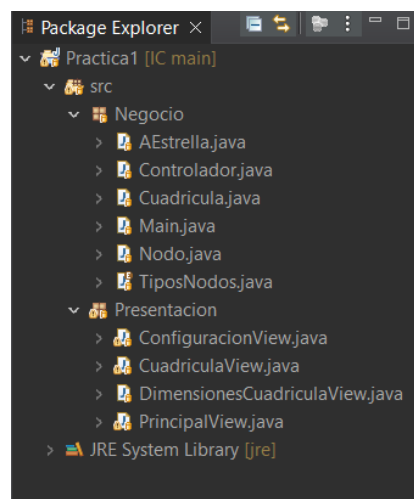 Package Explorer
Practica1 [IC main]
src
Negocio
AEstrella.java
Controlador.java
Cuadricula.java
Main.java
Nodo.java
TiposNodos.java
Presentacion
ConfiguracionView.java
CuadriculaView.java
DimensionesCuadriculaView.java
PrincipalView.java
JRE System Library [jre]